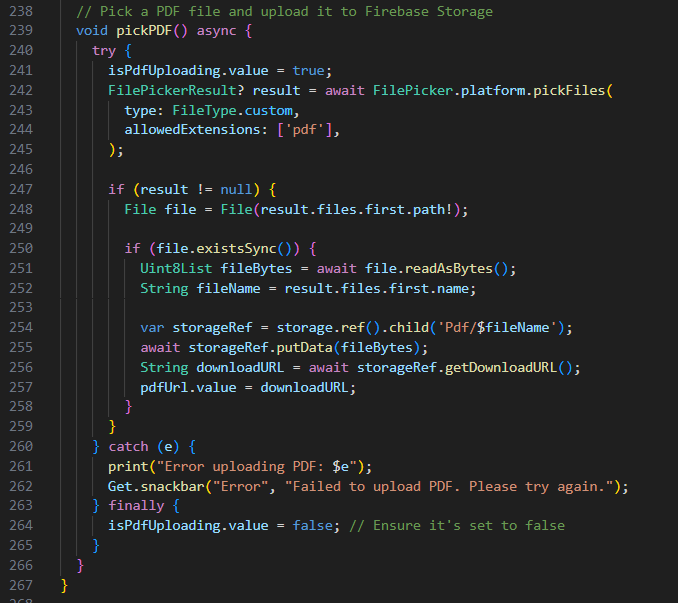 238 // Pick a PDF file and upload it to Firebase Storage
239 void pickPDF() async {
240 try {
241 isPdfUploading.value = true;
242 FilePickerResult? result = await FilePicker.platform.pickFiles(
243 type: FileType.custom,
244 allowedExtensions: ['pdf'],
245 );
246
247 if (result != null) {
248 File file = File(result.files.first.path!);
249
250 if (file.existsSync()) {
251 Uint8List fileBytes = await file.readAsBytes();
252 String fileName = result.files.first.name;
253
254 var storageRef = storage.ref().child('Pdf/$fileName');
255 await storageRef.putData(fileBytes);
256 String downloadURL = await storageRef.getDownloadURL();
257 pdfUrl.value = downloadURL;
258 }
259 }
260 } catch (e) {
261 print("Error uploading PDF: $e");
262 Get.snackbar("Error", "Failed to upload PDF. Please try again.");
263 } finally {
264 isPdfUploading.value = false; // Ensure it's set to false
265 }
266 }
267 }